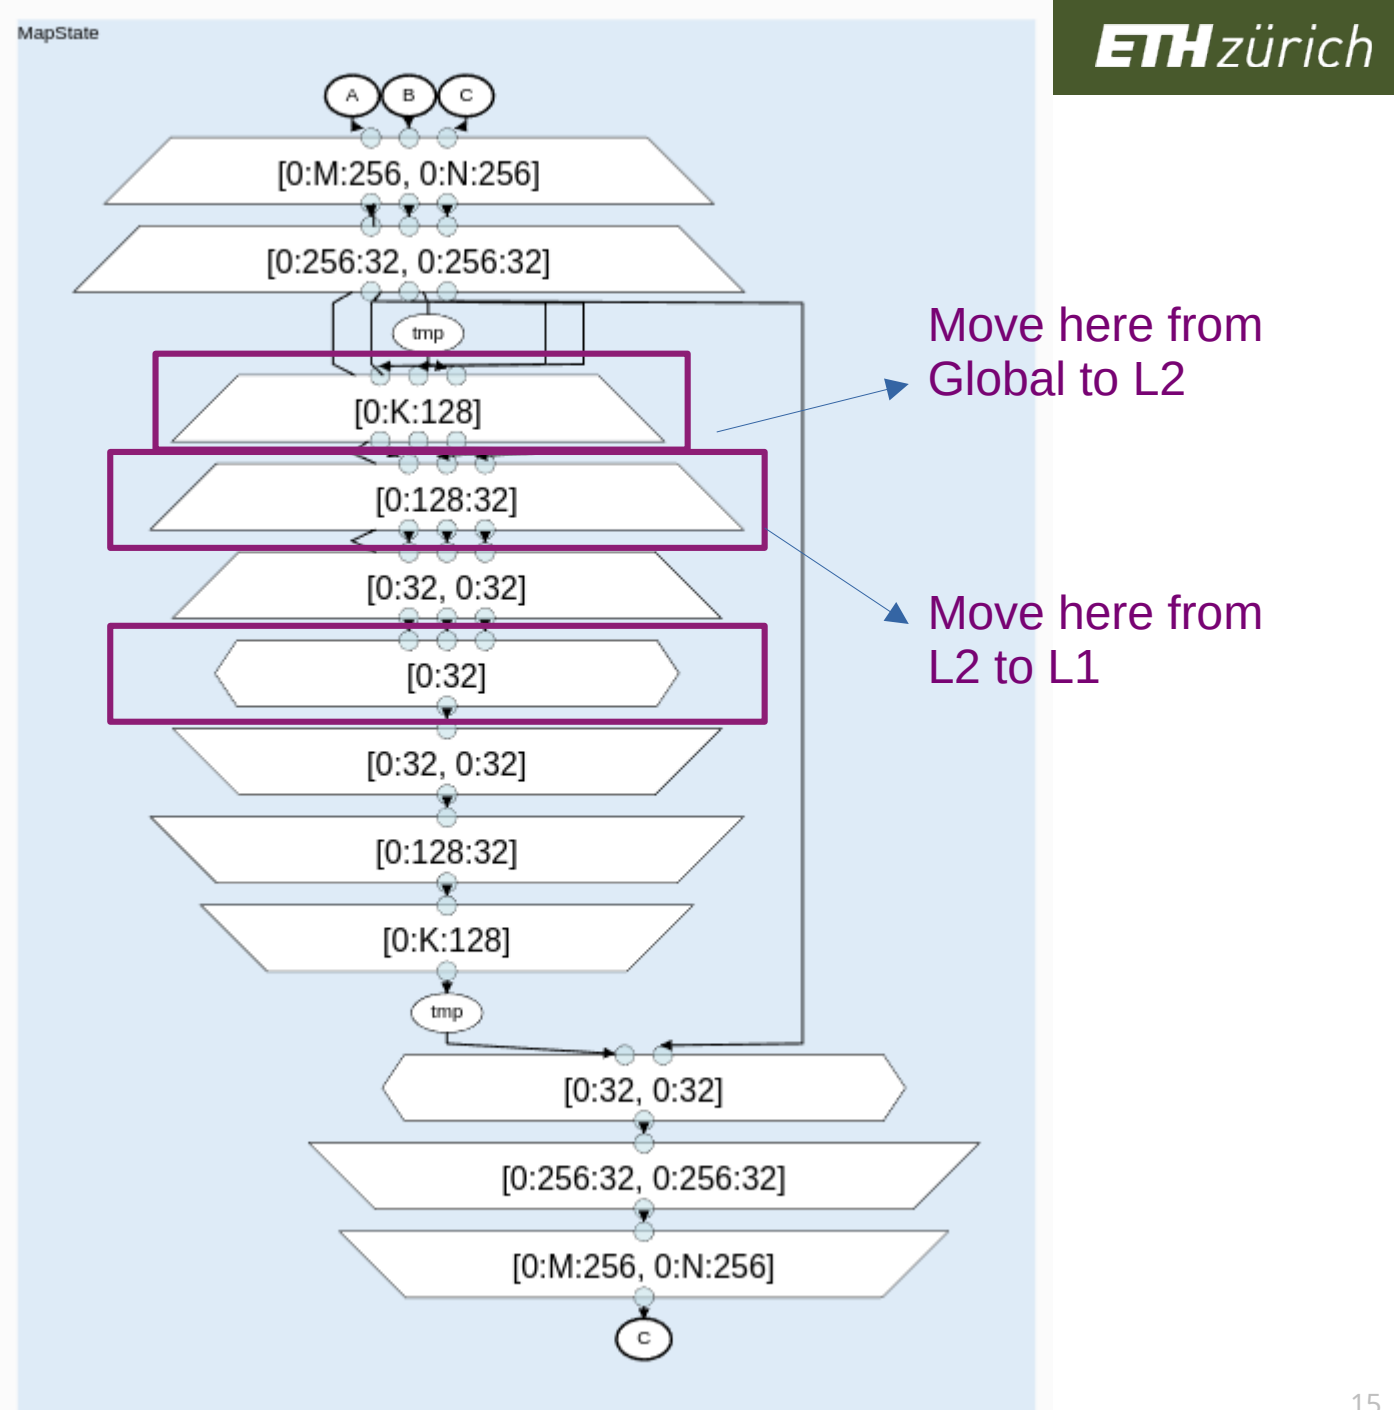 MapState
ETH zürich
A B C
[0:M:256, 0:N:256]
[0:256:32, 0:256:32]
tmp
Move here from
Global to L2
[0:K:128]
[0:128:32]
[0:32, 0:32]
Move here from
L2 to L1
[0:32]
[0:32, 0:32]
[0:128:32]
[0:K:128]
tmp
[0:32, 0:32]
[0:256:32, 0:256:32]
[0:M:256, 0:N:256]
C
15